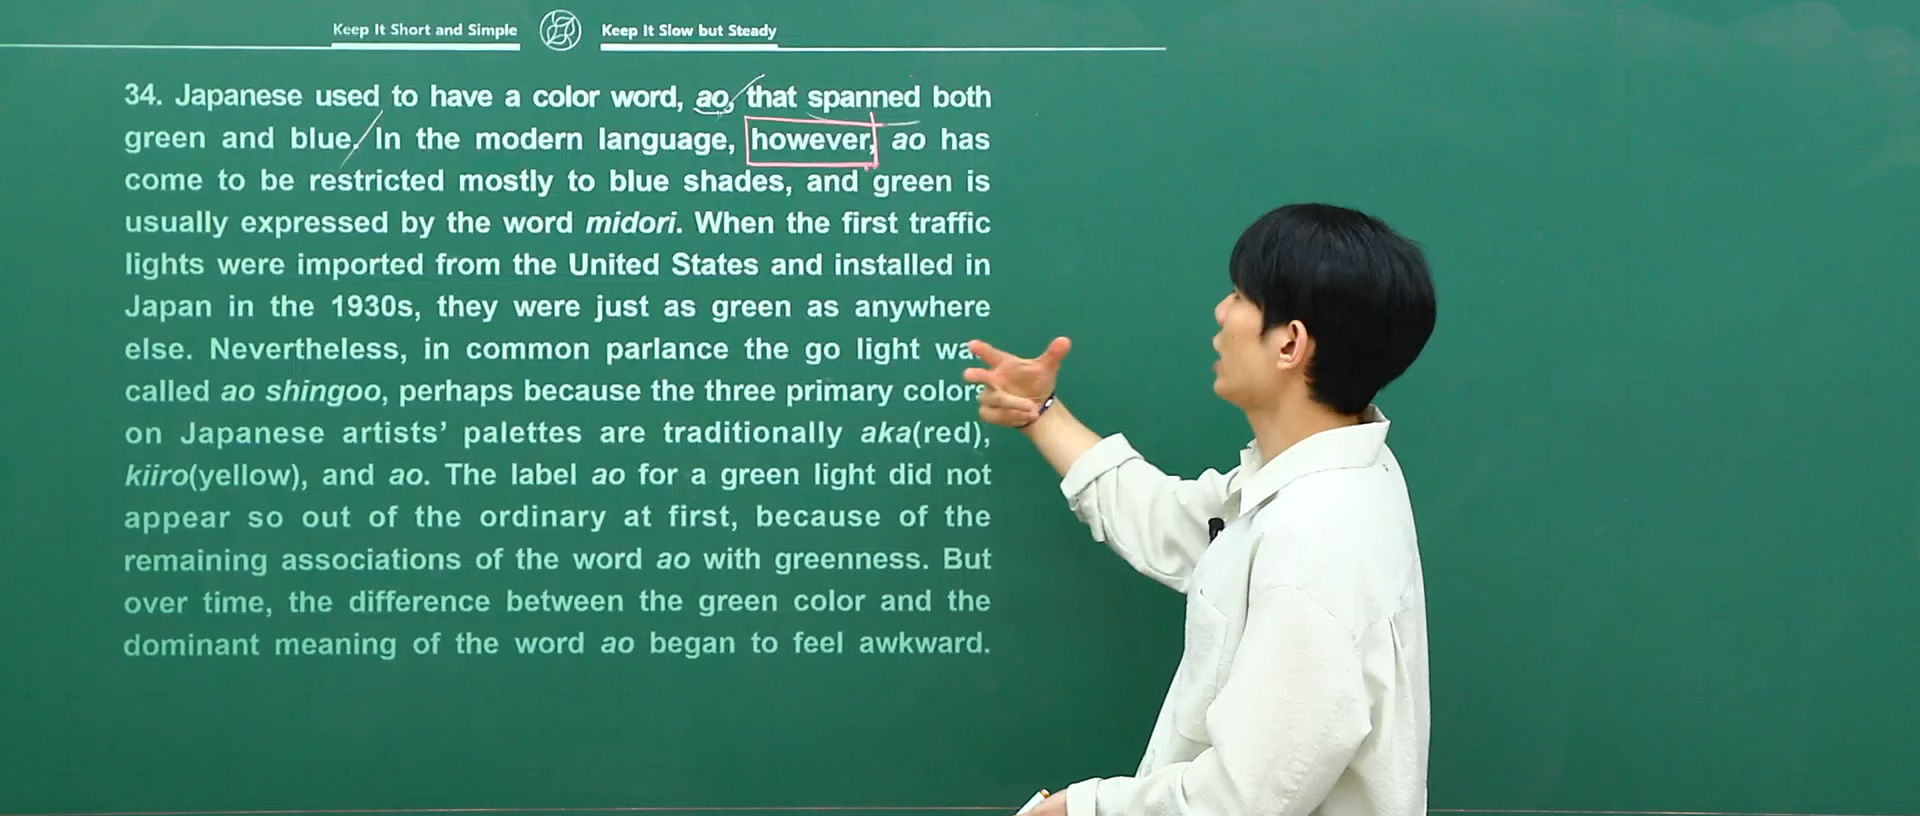 Keep It Short and Simple
Keep It Slow but Steady
34. Japanese used to have a color word, ao, that spanned both
green and blue. In the modern language, however, ao has
come to be restricted mostly to blue shades, and green is
usually expressed by the word midori. When the first traffic
lights were imported from the United States and installed in
Japan in the 1930s, they were just as green as anywhere
else. Nevertheless, in common parlance the go light
called ao shingoo, perhaps because the three primary colors
on Japanese artists’ palettes are traditionally aka(red),
kiiro(yellow), and ao. The label ao for a green light did not
appear so out of the ordinary at first, because of the
remaining associations of the word ao with greenness. But
over time, the difference between the green color and the
dominant meaning of the word ao began to feel awkward.